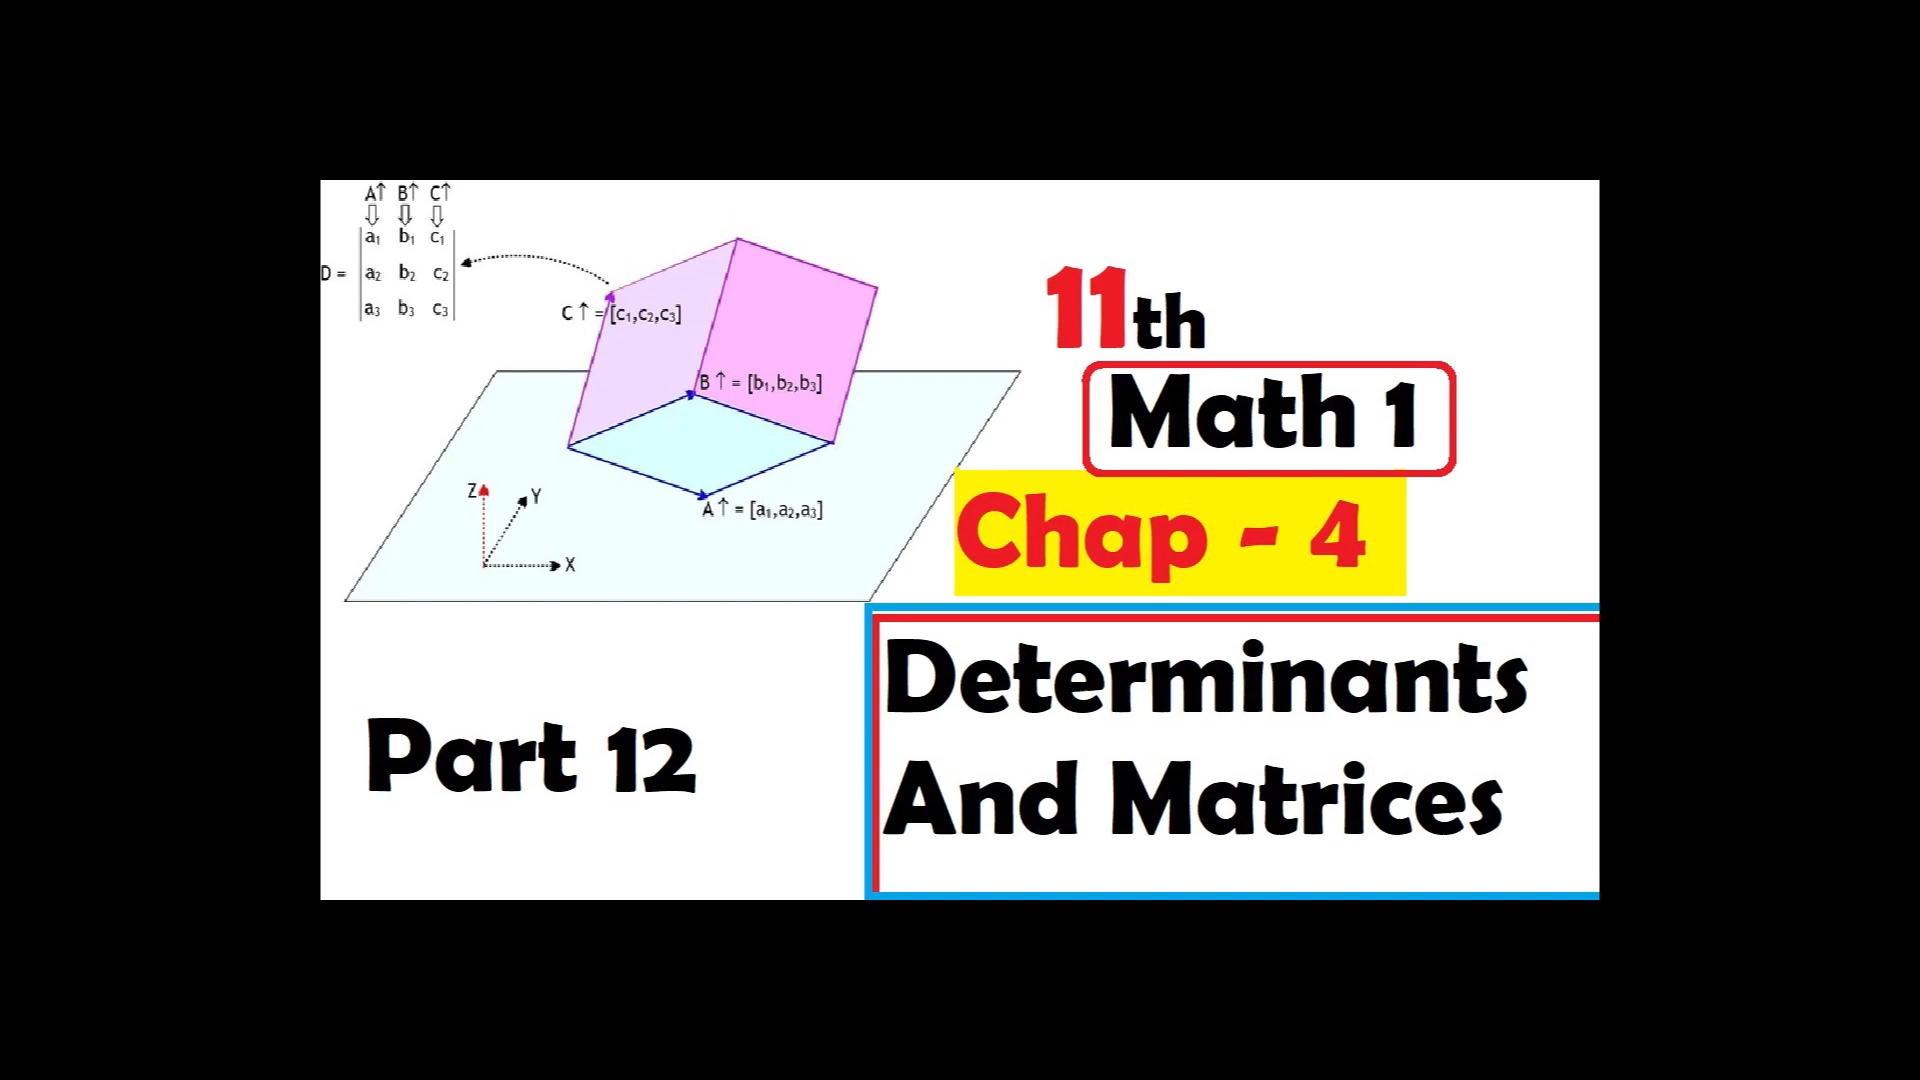 A↑ B↑ C↑
a₁ b₁ c₁
D = a₂ b₂ c₂
a₃ b₃ c₃
C ↑ = [c₁,c₂,c₃]
B ↑ = [b₁,b₂,b₃]
A ↑ = [a₁,a₂,a₃]
Z
Y
X
11th
Math 1
Chap - 4
Determinants
And Matrices
Part 12